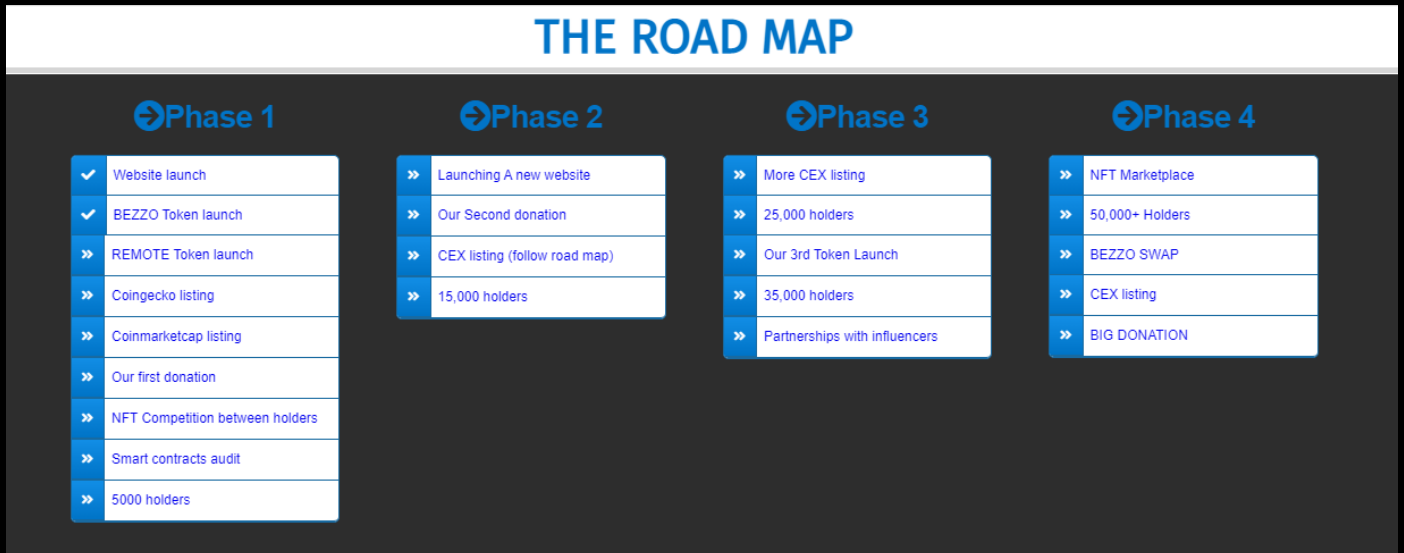 THE ROAD MAP
Phase 1
Website launch
BEZZO Token launch
REMOTE Token launch
Coingecko listing
Coinmarketcap listing
Our first donation
NFT Competition between holders
Smart contracts audit
5000 holders
Phase 2
Launching A new website
Our Second donation
CEX listing (follow road map)
15,000 holders
Phase 3
More CEX listing
25,000 holders
Our 3rd Token Launch
35,000 holders
Partnerships with influencers
Phase 4
NFT Marketplace
50,000+ Holders
BEZZO SWAP
CEX listing
BIG DONATION